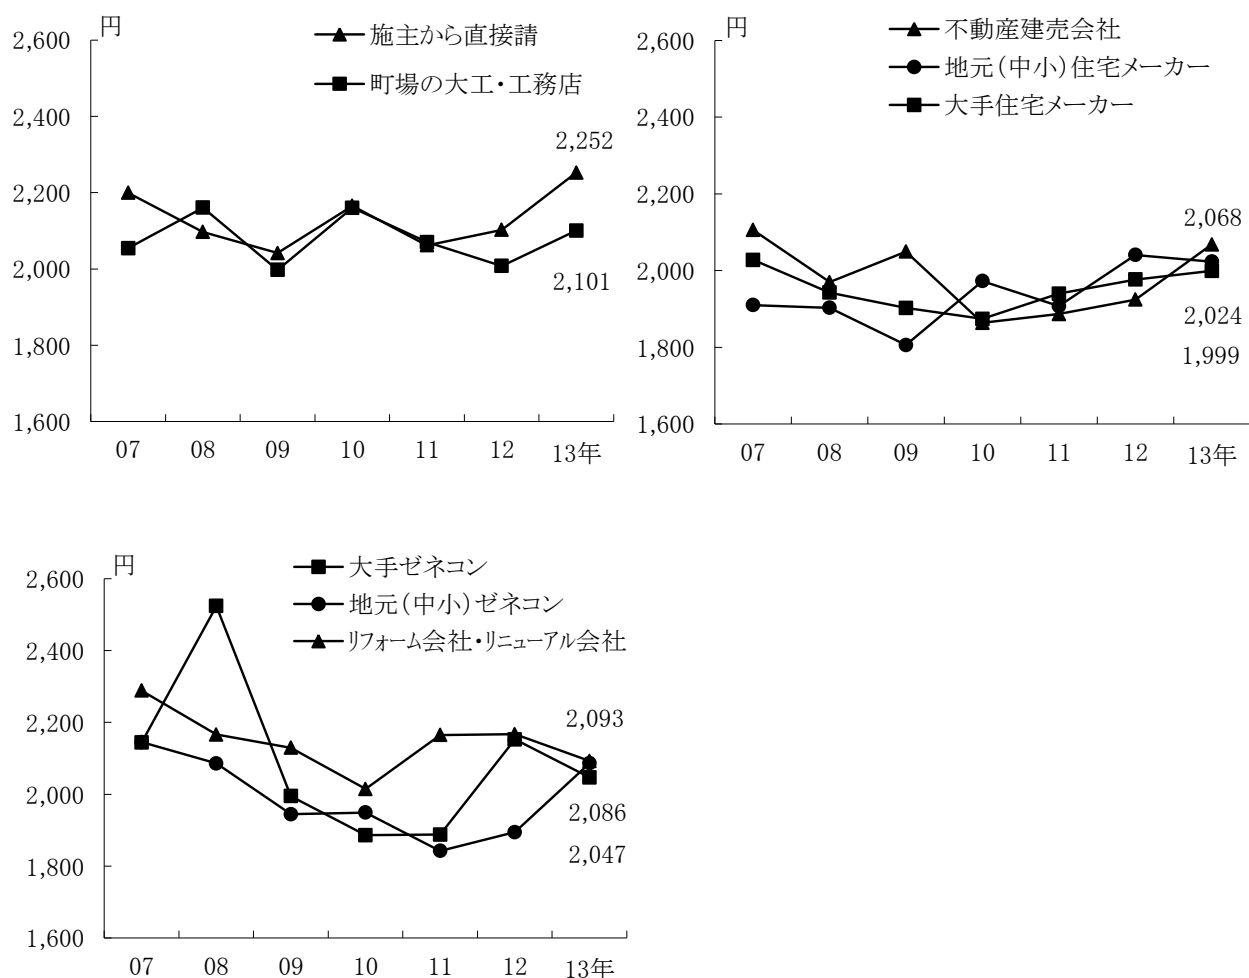 円
2,600
2,400
2,200
2,000
1,800
1,600
▲ 施主から直接請
■ 町場の大工・工務店
2,252
2,101
07 08 09 10 11 12 13年
円
2,600
2,400
2,200
2,000
1,800
1,600
▲ 不動産建売会社
● 地元(中小)住宅メーカー
■ 大手住宅メーカー
2,068
2,024
1,999
07 08 09 10 11 12 13年
円
2,600
2,400
2,200
2,000
1,800
1,600
■ 大手ゼネコン
● 地元(中小)ゼネコン
▲ リフォーム会社・リニューアル会社
2,093
2,086
2,047
07 08 09 10 11 12 13年